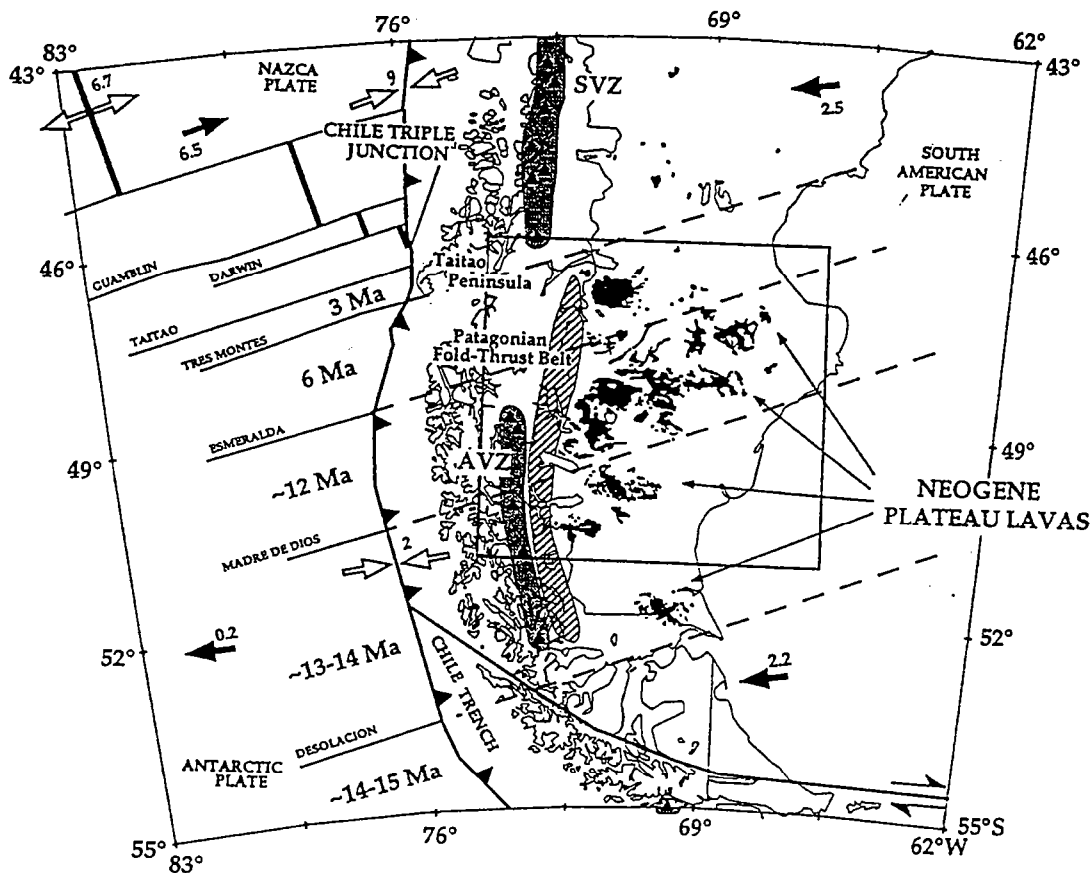 76°
69°
62°
83°
43°
43°
NAZCA
PLATE
6.7
9
SVZ
2.5
6.5
CHILE TRIPLE
JUNCTION
SOUTH
AMERICAN
PLATE
46°
46°
GUAMBLIN
DARWIN
Taitao
Peninsula
3 Ma
TAITAO
TRES MONTES
Patagonian
Fold-Thrust Belt
6 Ma
ESMERALDA
49°
49°
AVZ
~12 Ma
NEOGENE
PLATEAU LAVAS
MADRE DE DIOS
2
0.2
52°
52°
~13-14 Ma
CHILE TRENCH
2.2
DESOLACION
ANTARCTIC
PLATE
~14-15 Ma
55°
83°
76°
69°
55°S
62°W